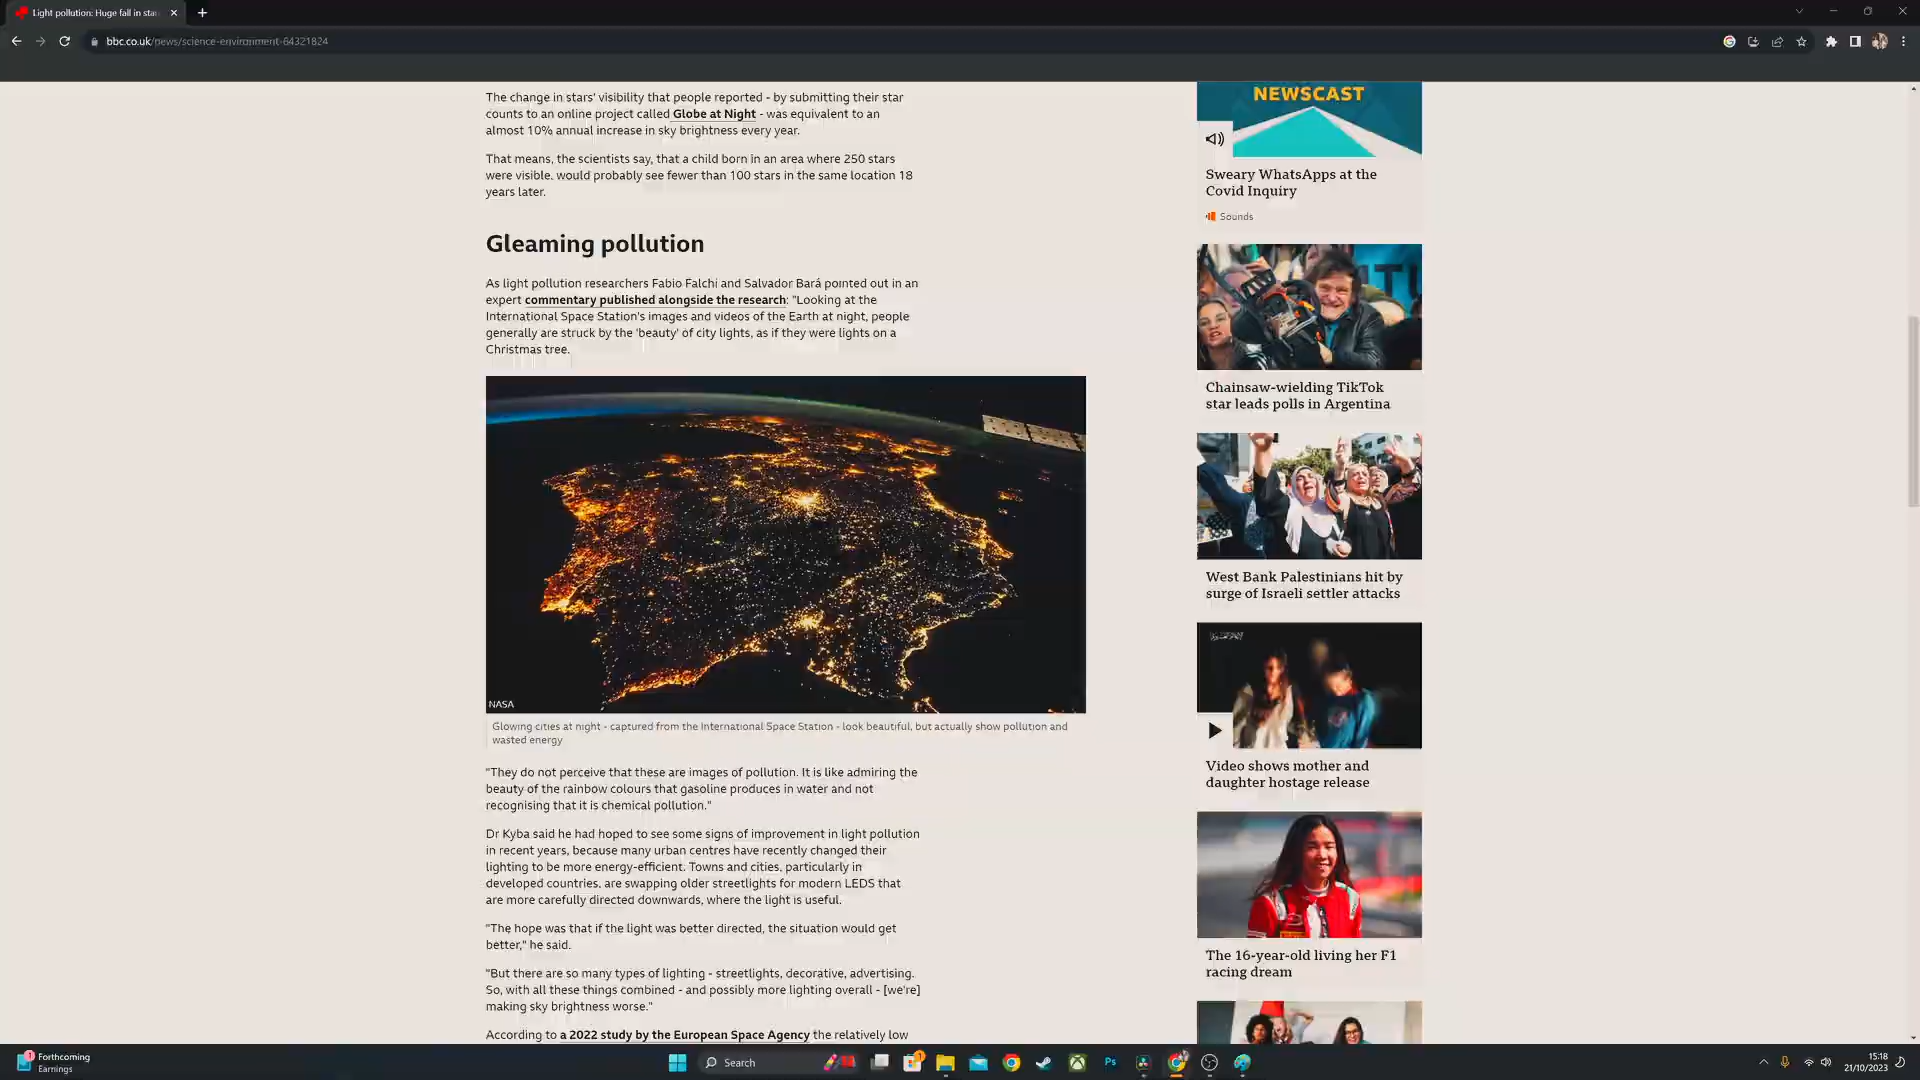 Light pollution: Huge fall in star
bbc.co.uk/news/science-environment-64321824
The change in stars' visibility that people reported - by submitting their star
counts to an online project called Globe at Night - was equivalent to an
almost 10% annual increase in sky brightness every year.
That means, the scientists say, that a child born in an area where 250 stars
were visible, would probably see fewer than 100 stars in the same location 18
years later.
Gleaming pollution
As light pollution researchers Fabio Falchi and Salvador Bará pointed out in an
expert commentary published alongside the research: "Looking at the
International Space Station's images and videos of the Earth at night, people
generally are struck by the 'beauty' of city lights, as if they were lights on a
Christmas tree.
NASA
Glowing cities at night - captured from the International Space Station - look beautiful, but actually show pollution and
wasted energy
"They do not perceive that these are images of pollution. It is like admiring the
beauty of the rainbow colours that gasoline produces in water and not
recognising that it is chemical pollution."
Dr Kyba said he had hoped to see some signs of improvement in light pollution
in recent years, because many urban centres have recently changed their
lighting to be more energy-efficient. Towns and cities, particularly in
developed countries, are swapping older streetlights for modern LEDS that
are more carefully directed downwards, where the light is useful.
"The hope was that if the light was better directed, the situation would get
better," he said.
"But there are so many types of lighting - streetlights, decorative, advertising.
So, with all these things combined - and possibly more lighting overall - [we're]
making sky brightness worse."
According to a 2022 study by the European Space Agency the relatively low
NEWSCAST
Sweary WhatsApps at the
Covid Inquiry
Sounds
Chainsaw-wielding TikTok
star leads polls in Argentina
West Bank Palestinians hit by
surge of Israeli settler attacks
Video shows mother and
daughter hostage release
The 16-year-old living her F1
racing dream
1
Forthcoming
Earnings
Search
1
Ps
15:18
21/10/2023